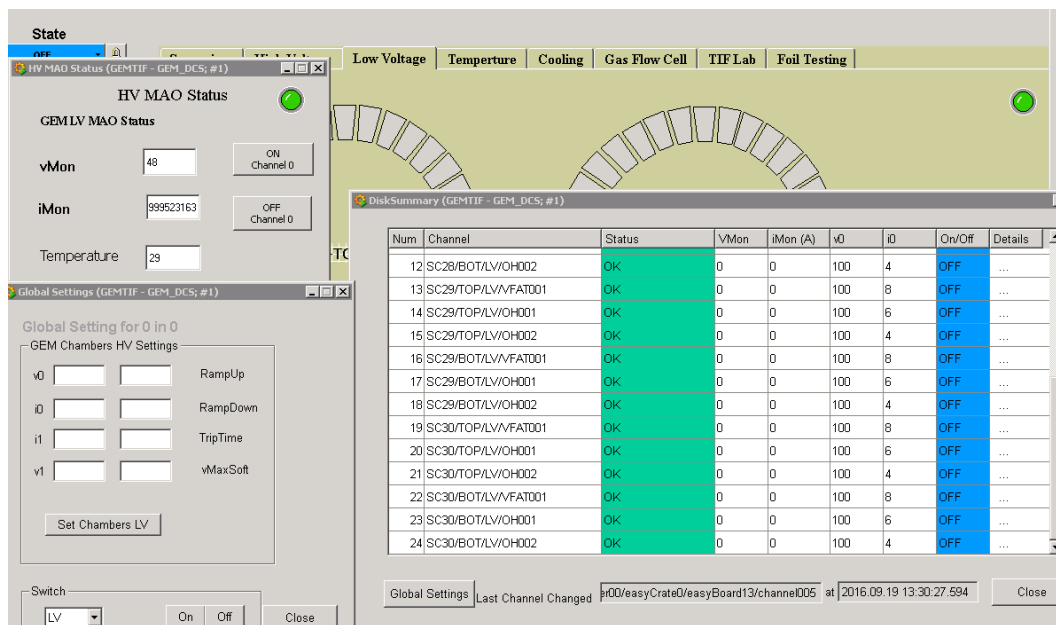 State
OFF
Low Voltage Temperture Cooling Gas Flow Cell TIF Lab Foil Testing
HV MAO Status (GEMTIF - GEM_DCS; #1)
HV MAO Status
GEM LV MAO Status
vMon 48 ON Channel 0
iMon 999523163 OFF Channel 0
Temperature 29
DiskSummary (GEMTIF - GEM_DCS; #1)
Num Channel Status VMon iMon (A) v0 i0 On/Off Details
12 SC28/BOT/LV/OH002 OK 0 0 100 4 OFF ...
13 SC29/TOP/LV/VFAT001 OK 0 0 100 8 OFF ...
14 SC29/TOP/LV/OH001 OK 0 0 100 6 OFF ...
15 SC29/TOP/LV/OH002 OK 0 0 100 4 OFF ...
16 SC29/BOT/LV/VFAT001 OK 0 0 100 8 OFF ...
17 SC29/BOT/LV/OH001 OK 0 0 100 6 OFF ...
18 SC29/BOT/LV/OH002 OK 0 0 100 4 OFF ...
19 SC30/TOP/LV/VFAT001 OK 0 0 100 8 OFF ...
20 SC30/TOP/LV/OH001 OK 0 0 100 6 OFF ...
21 SC30/TOP/LV/OH002 OK 0 0 100 4 OFF ...
22 SC30/BOT/LV/VFAT001 OK 0 0 100 8 OFF ...
23 SC30/BOT/LV/OH001 OK 0 0 100 6 OFF ...
24 SC30/BOT/LV/OH002 OK 0 0 100 4 OFF ...
Global Settings Last Channel Changed er00/easyCrate0/easyBoard13/channel005 at 2016.09.19 13:30:27.594 Close
Global Settings (GEMTIF - GEM_DCS; #1)
Global Setting for 0 in 0
GEM Chambers HV Settings
v0 RampUp
i0 RampDown
i1 TripTime
v1 vMaxSoft
Set Chambers LV
Switch
LV On Off Close